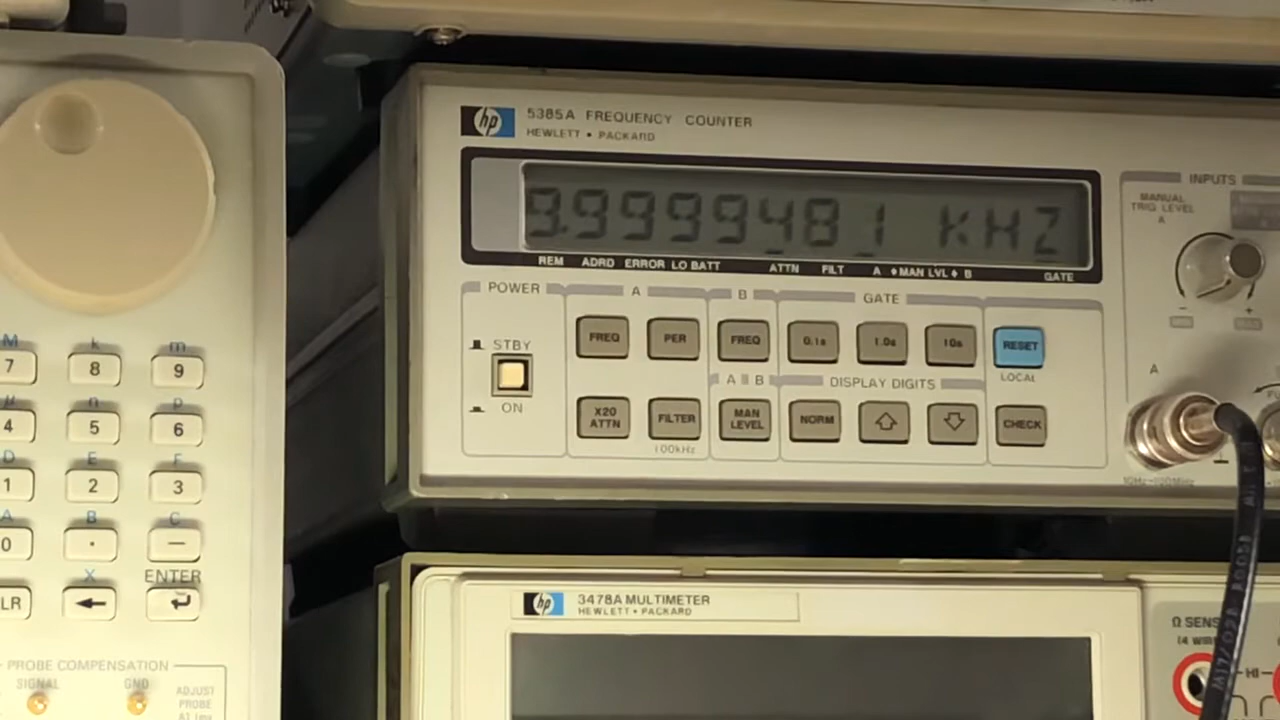 hp 5385A FREQUENCY COUNTER
HEWLETT • PACKARD
9.9999481 KHZ
REM ADRD ERROR LO BATT ATTN FILT A ♦MAN LVL♦ B GATE
POWER A B GATE
STBY
FREQ PER FREQ 0.1s 1.0s 10s RESET
LOCAL
A B DISPLAY DIGITS
ON
X20
ATTN
FILTER MAN
LEVEL
NORM CHECK
100kHz
INPUTS
MANUAL
TRIG LEVEL
A
− +
A
hp 3478A MULTIMETER
HEWLETT • PACKARD
Ω SENS
(4 WIR
HI
M k m
7 8 9
μ n p
4 5 6
D E F
1 2 3
A B C
0 . −
X ENTER
LR
PROBE COMPENSATION
SIGNAL GND ADJUST
PROBE